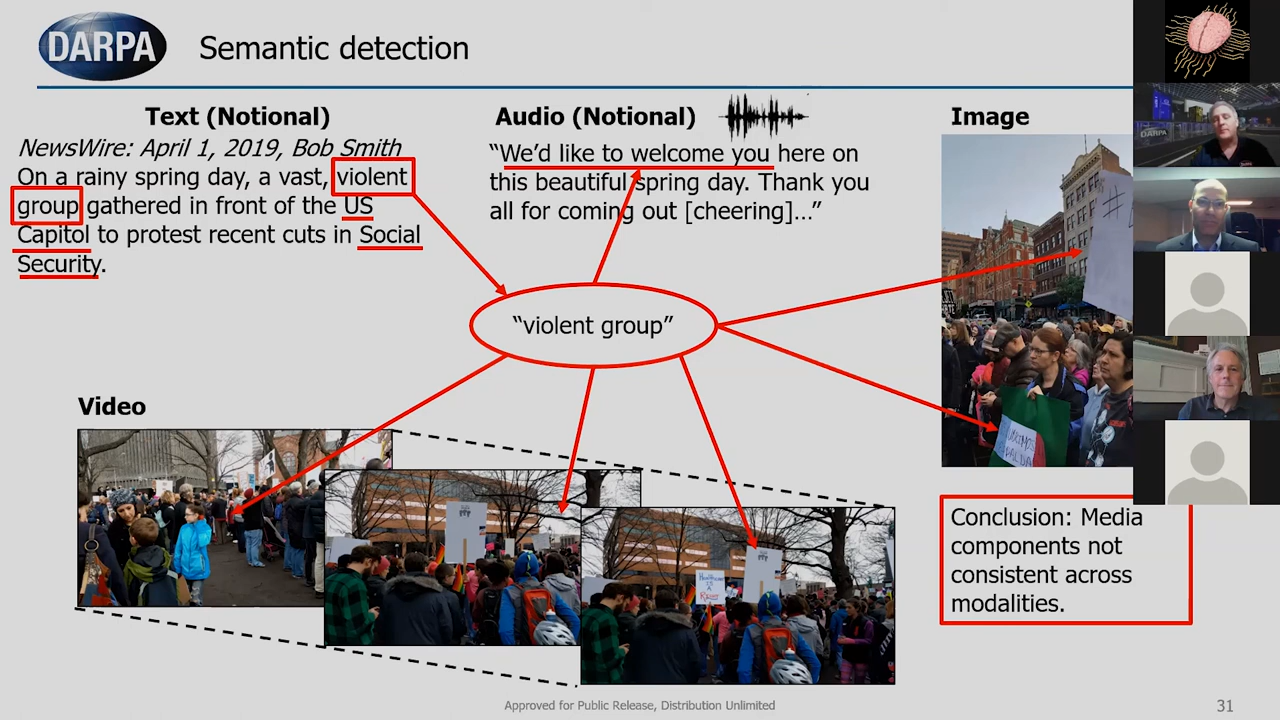 DARPA
Semantic detection
Text (Notional)
NewsWire: April 1, 2019, Bob Smith
On a rainy spring day, a vast, violent
group gathered in front of the US
Capitol to protest recent cuts in Social
Security.
Audio (Notional)
“We’d like to welcome you here on
this beautiful spring day. Thank you
all for coming out [cheering]…”
Image
“violent group”
Video
Conclusion: Media
components not
consistent across
modalities.
Approved for Public Release, Distribution Unlimited
31
DARPA